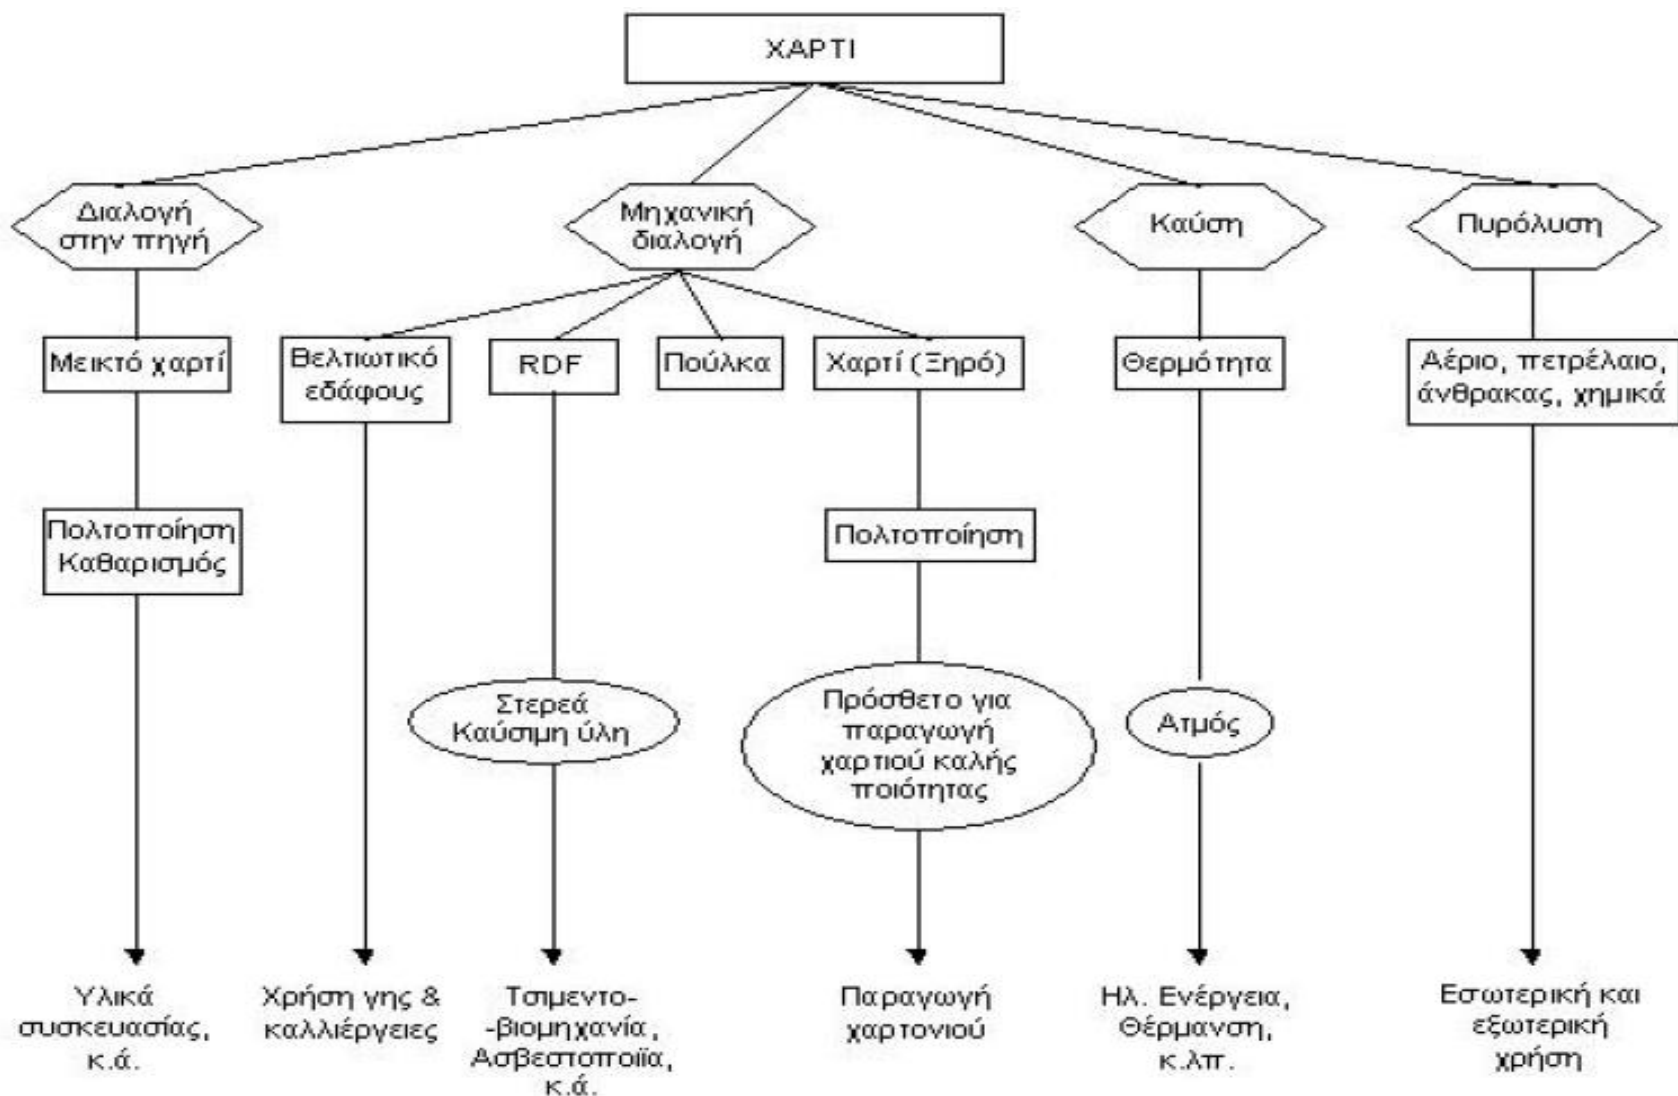 ΧΑΡΤΙ
Διαλογή
στην πηγή
Μηχανική
διαλογή
Καύση
Πυρόλυση
Μεικτό χαρτί
Βελτιωτικό
εδάφους
RDF
Πούλκα
Χαρτί (Ξηρό)
Θερμότητα
Αέριο, πετρέλαιο,
άνθρακας, χημικά
Πολτοποίηση
Καθαρισμός
Πολτοποίηση
Στερεά
Καύσιμη ύλη
Πρόσθετο για
παραγωγή
χαρτιού καλής
ποιότητας
Ατμός
Υλικά
συσκευασίας,
κ.ά.
Χρήση γης &
καλλιέργειες
Τσιμεντο-
-βιομηχανία,
Ασβεστοποιϊα,
κ.ά.
Παραγωγή
χαρτονιού
Ηλ. Ενέργεια,
Θέρμανση,
κ.λπ.
Εσωτερική και
εξωτερική
χρήση